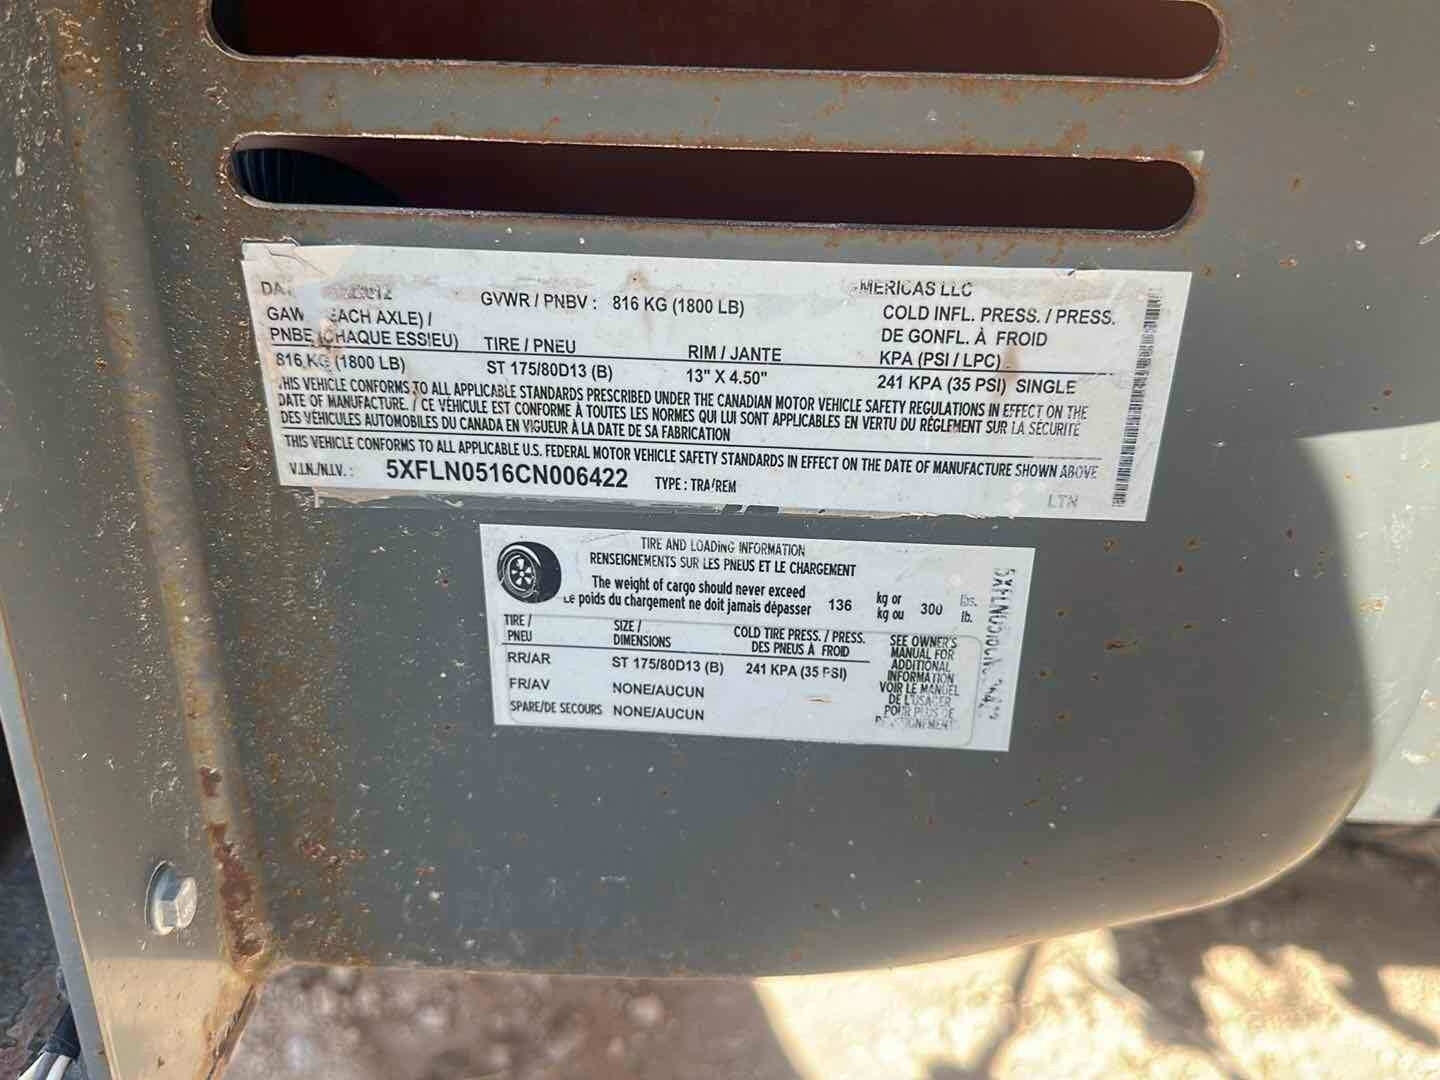 GVWR / PNBV : 816 KG (1800 LB)
MERICAS LLC
EACH AXLE) /
PNBE (CHAQUE ESSIEU)
TIRE / PNEU
RIM / JANTE
COLD INFL. PRESS. / PRESS.
DE GONFL. À FROID
KPA (PSI / LPC)
816 KG (1800 LB)
ST 175/80D13 (B)
13" X 4.50"
241 KPA (35 PSI) SINGLE
THIS VEHICLE CONFORMS TO ALL APPLICABLE STANDARDS PRESCRIBED UNDER THE CANADIAN MOTOR VEHICLE SAFETY REGULATIONS IN EFFECT ON THE
DATE OF MANUFACTURE. / CE VÉHICULE EST CONFORME À TOUTES LES NORMES QUI LUI SONT APPLICABLES EN VERTU DU RÈGLEMENT SUR LA SÉCURITÉ
DES VÉHICULES AUTOMOBILES DU CANADA EN VIGUEUR À LA DATE DE SA FABRICATION
THIS VEHICLE CONFORMS TO ALL APPLICABLE U.S. FEDERAL MOTOR VEHICLE SAFETY STANDARDS IN EFFECT ON THE DATE OF MANUFACTURE SHOWN ABOVE
V.I.N./N.I.V. : 5XFLN0516CN006422 TYPE : TRA/REM
LTN
TIRE AND LOADING INFORMATION
RENSEIGNEMENTS SUR LES PNEUS ET LE CHARGEMENT
The weight of cargo should never exceed
Le poids du chargement ne doit jamais dépasser
136 kg or
kg ou
300 lbs.
lb.
TIRE /
PNEU
SIZE /
DIMENSIONS
COLD TIRE PRESS. / PRESS.
DES PNEUS À FROID
RR/AR ST 175/80D13 (B) 241 KPA (35 PSI)
FR/AV NONE/AUCUN
SPARE/DE SECOURS NONE/AUCUN
SEE OWNER'S
MANUAL FOR
ADDITIONAL
INFORMATION
VOIR LE MANUEL
DE L'USAGER
POUR PLUS DE